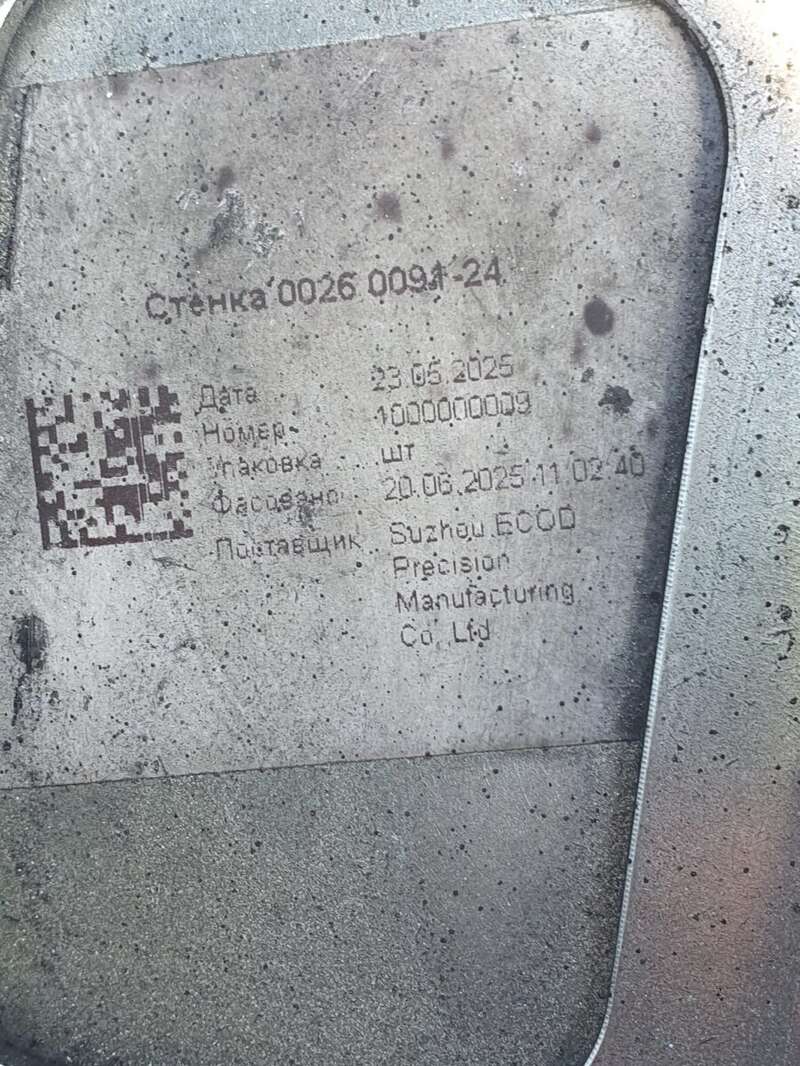 Стенка 0026 0091-24
Дата 23.05.2025
Номер 1000000009
Упаковка шт
Фасовано 20.06.2025 11 02 40
Поставщик Suzhou ECOD
Precision
Manufacturing
Co, Ltd